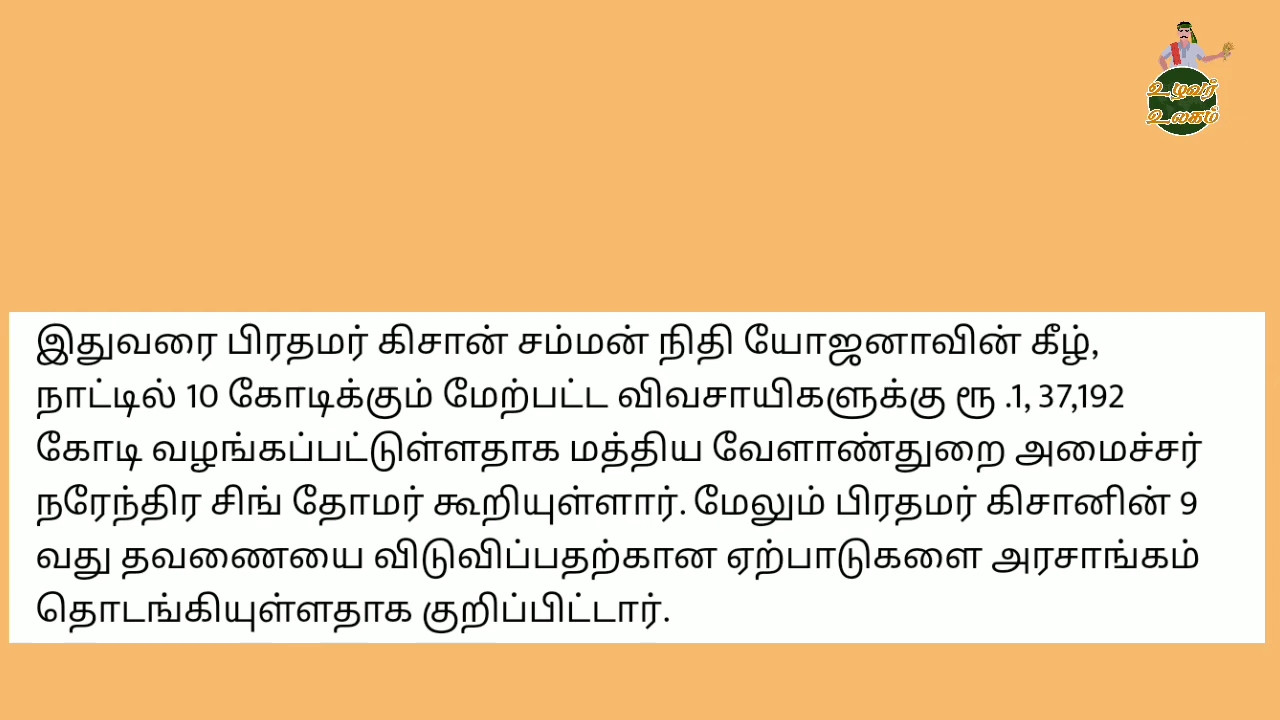 உழவர்
உலகம்
இதுவரை பிரதமர் கிசான் சம்மன் நிதி யோஜனாவின் கீழ்,
நாட்டில் 10 கோடிக்கும் மேற்பட்ட விவசாயிகளுக்கு ரூ .1, 37,192
கோடி வழங்கப்பட்டுள்ளதாக மத்திய வேளாண்துறை அமைச்சர்
நரேந்திர சிங் தோமர் கூறியுள்ளார். மேலும் பிரதமர் கிசானின் 9
வது தவணையை விடுவிப்பதற்கான ஏற்பாடுகளை அரசாங்கம்
தொடங்கியுள்ளதாக குறிப்பிட்டார்.